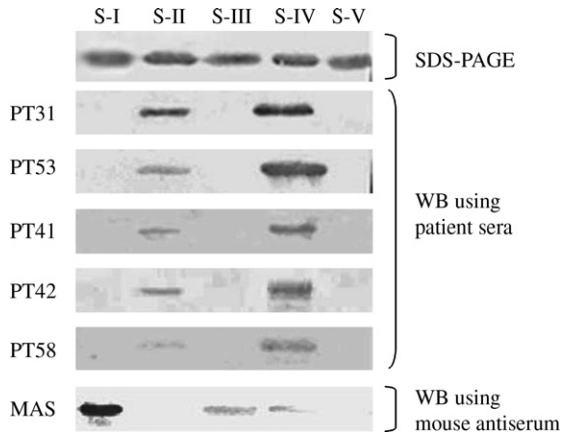 S-I S-II S-III S-IV S-V
SDS-PAGE
PT31
PT53
PT41
WB using
patient sera
PT42
PT58
MAS
WB using
mouse antiserum